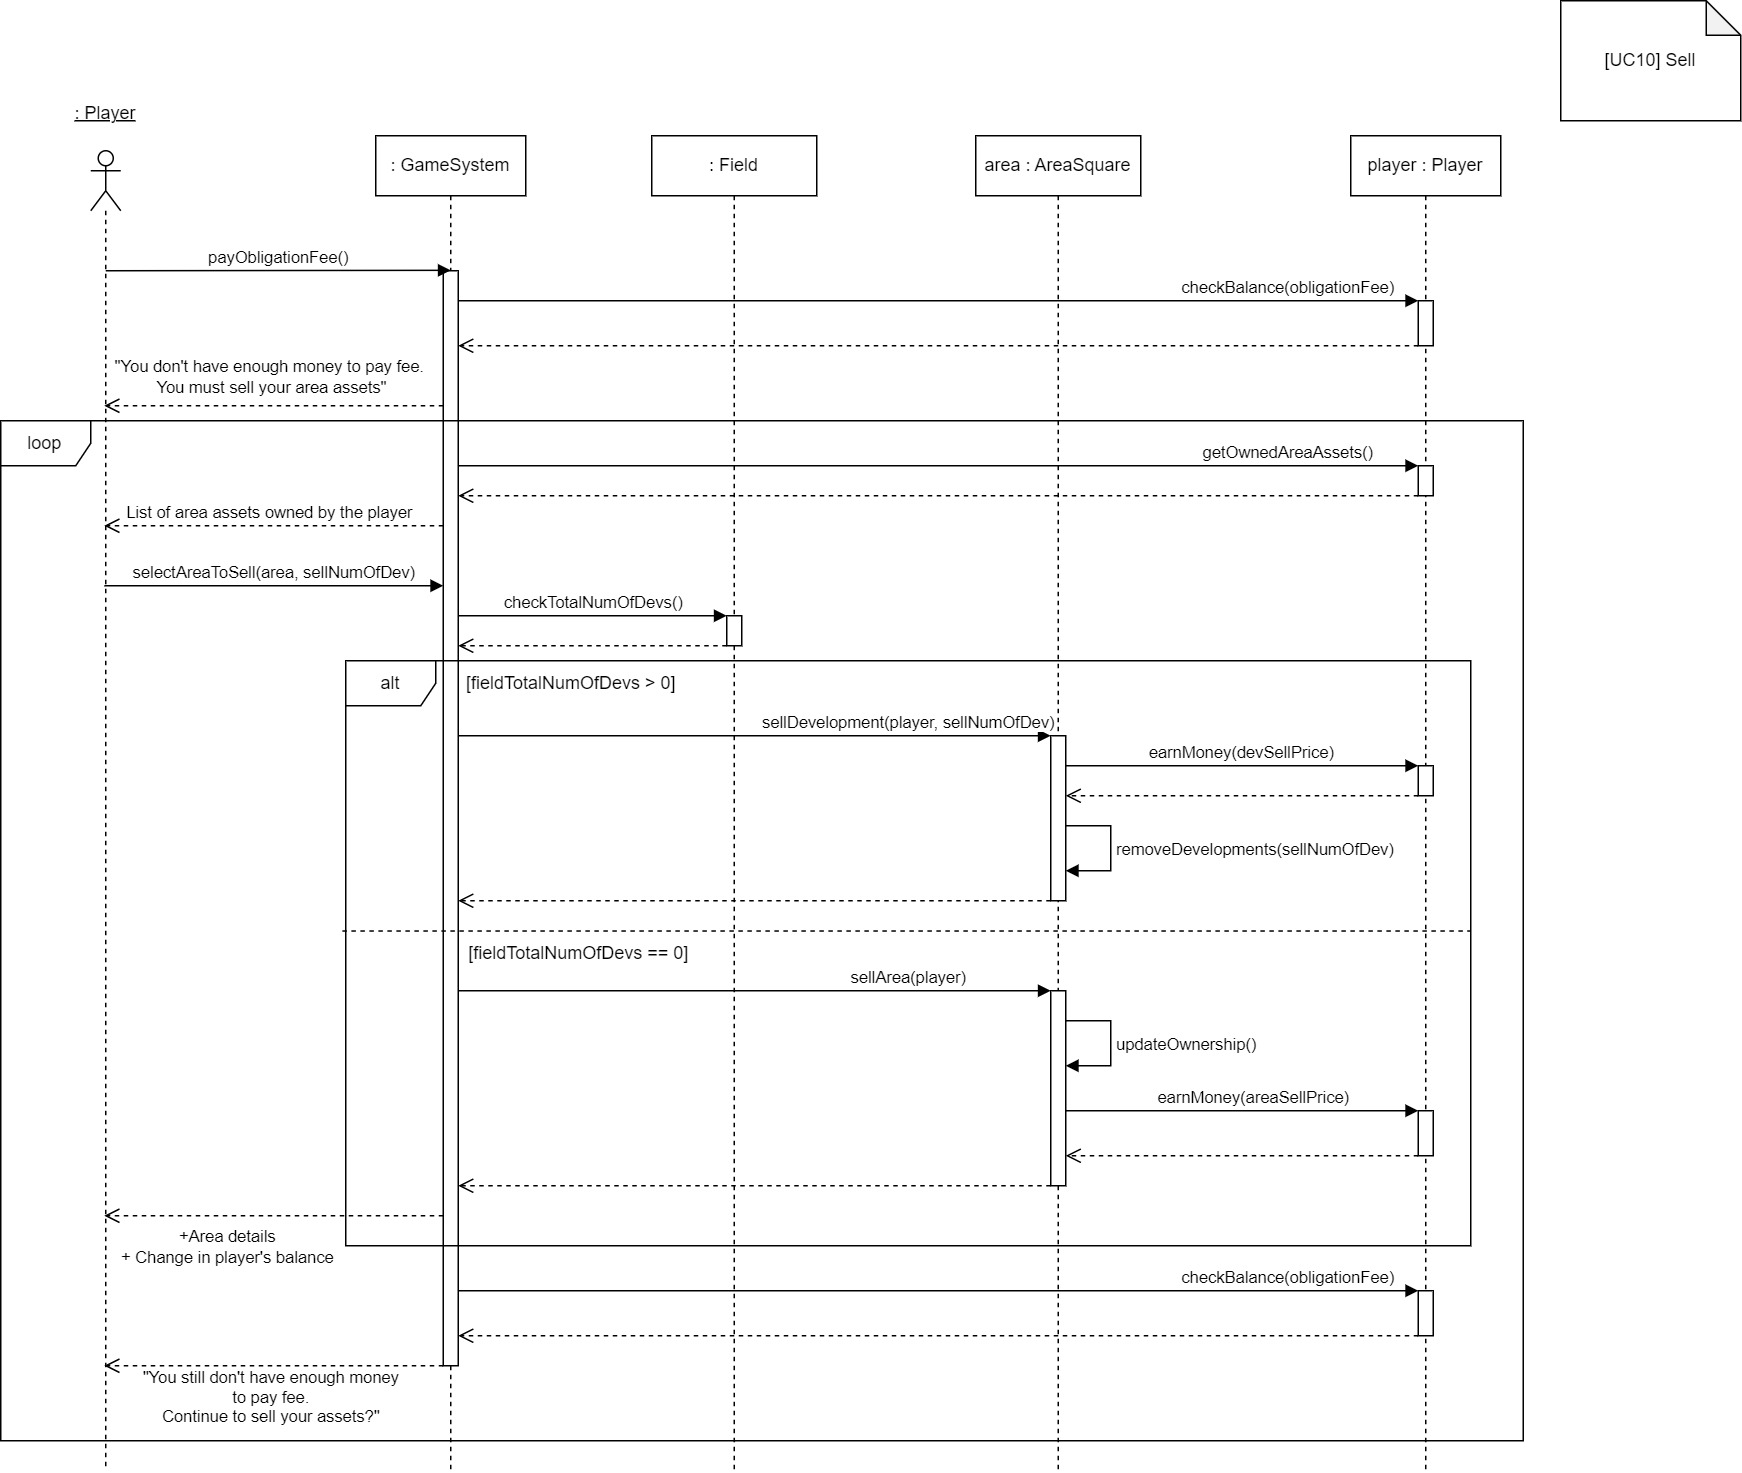 [UC10] Sell
: Player
: GameSystem
: Field
area : AreaSquare
player : Player
payObligationFee()
checkBalance(obligationFee)
"You don't have enough money to pay fee.
You must sell your area assets"
loop
getOwnedAreaAssets()
List of area assets owned by the player
selectAreaToSell(area, sellNumOfDev)
checkTotalNumOfDevs()
alt
[fieldTotalNumOfDevs > 0]
sellDevelopment(player, sellNumOfDev)
earnMoney(devSellPrice)
removeDevelopments(sellNumOfDev)
[fieldTotalNumOfDevs == 0]
sellArea(player)
updateOwnership()
earnMoney(areaSellPrice)
+Area details
+ Change in player's balance
checkBalance(obligationFee)
"You still don't have enough money
to pay fee.
Continue to sell your assets?"